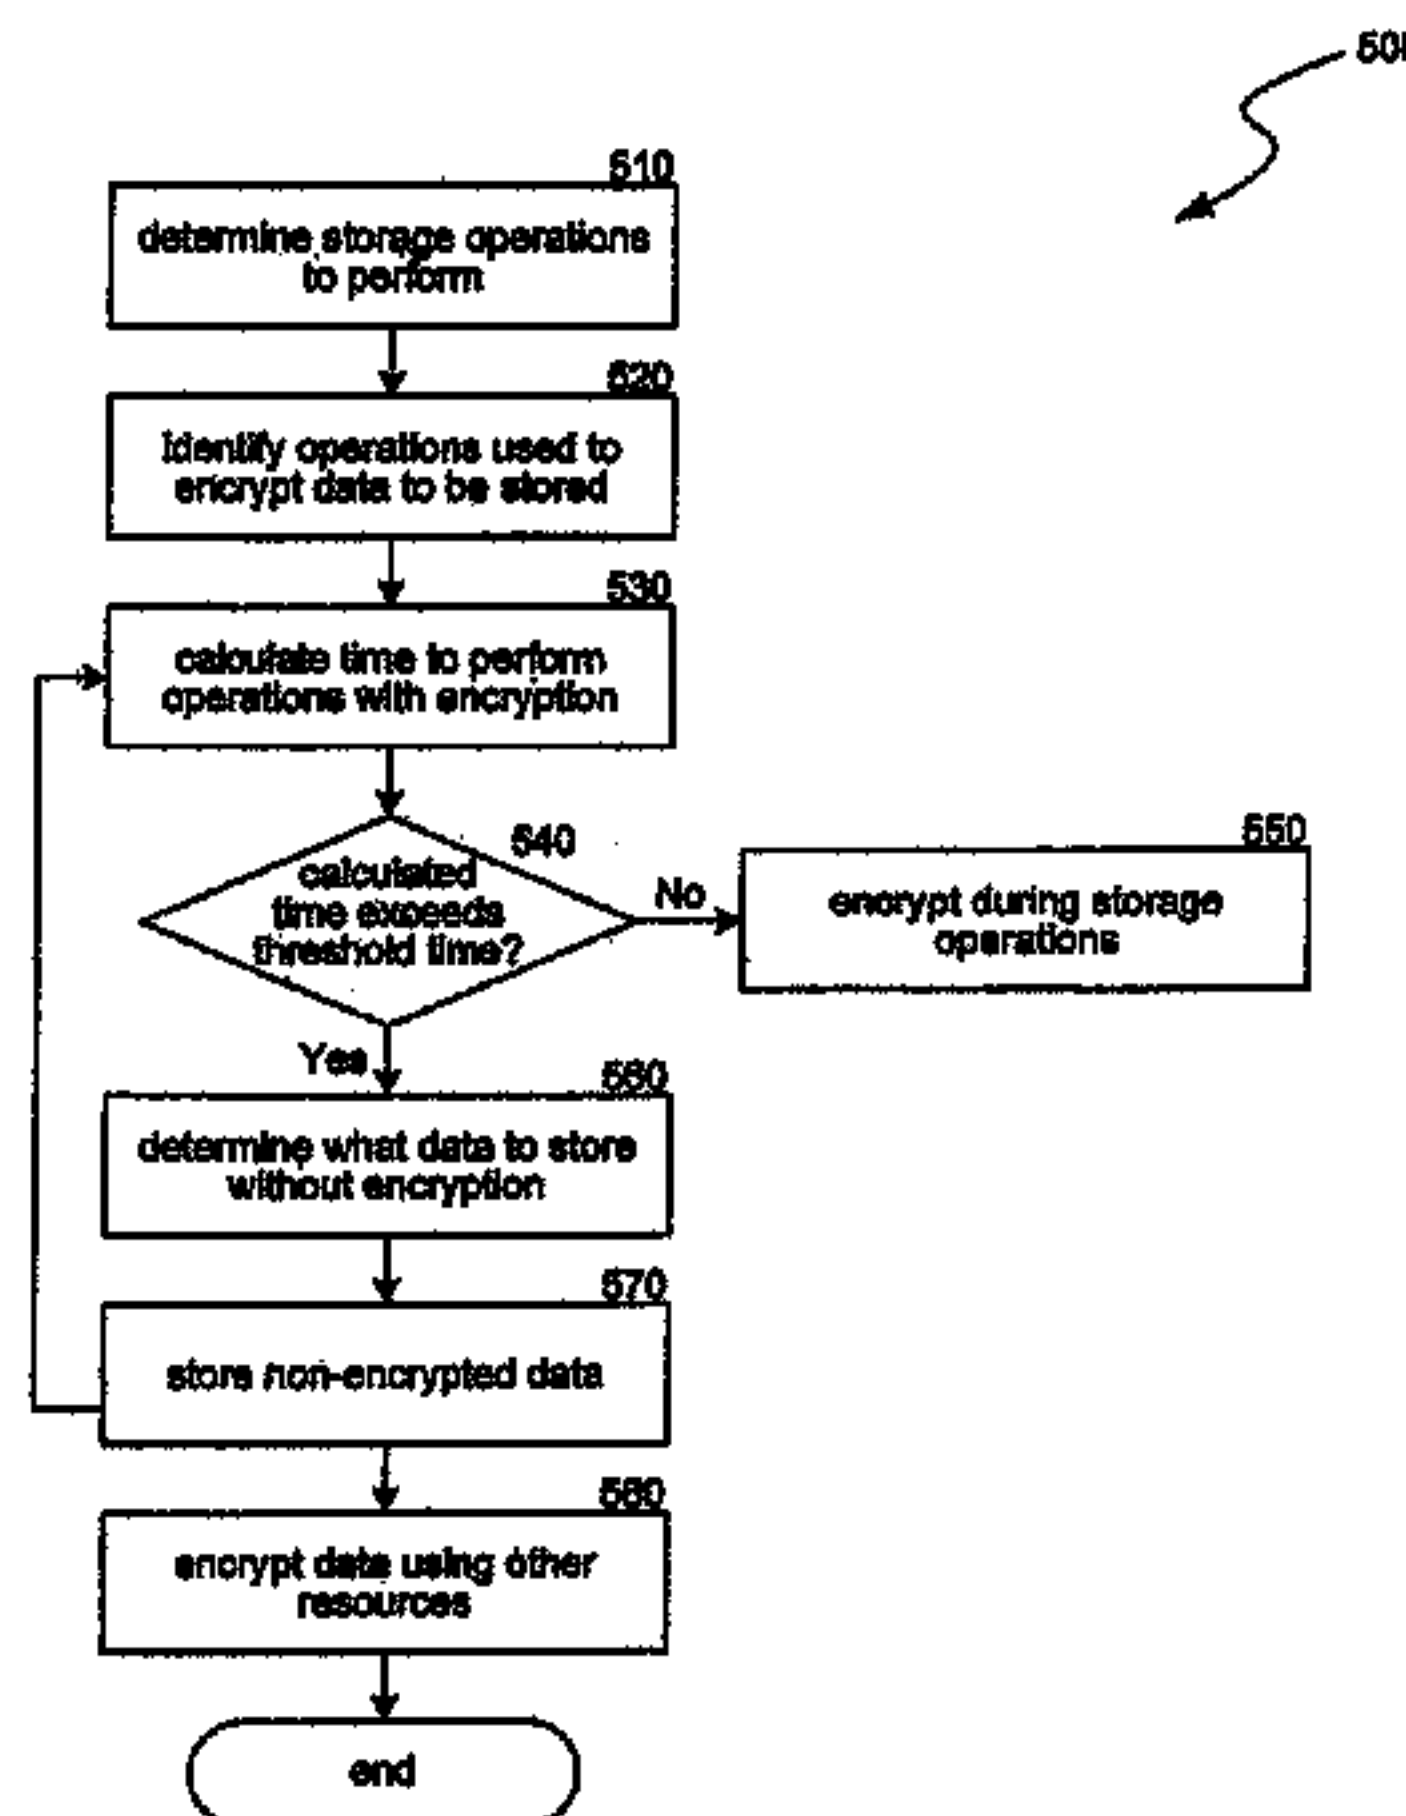 510
determine storage operations
to perform
520
identify operations used to
encrypt data to be stored
530
calculate time to perform
operations with encryption
540
calculated
time exceeds
threshold time?
No
550
encrypt during storage
operations
Yes
560
determine what data to store
without encryption
570
store non-encrypted data
580
encrypt data using other
resources
end